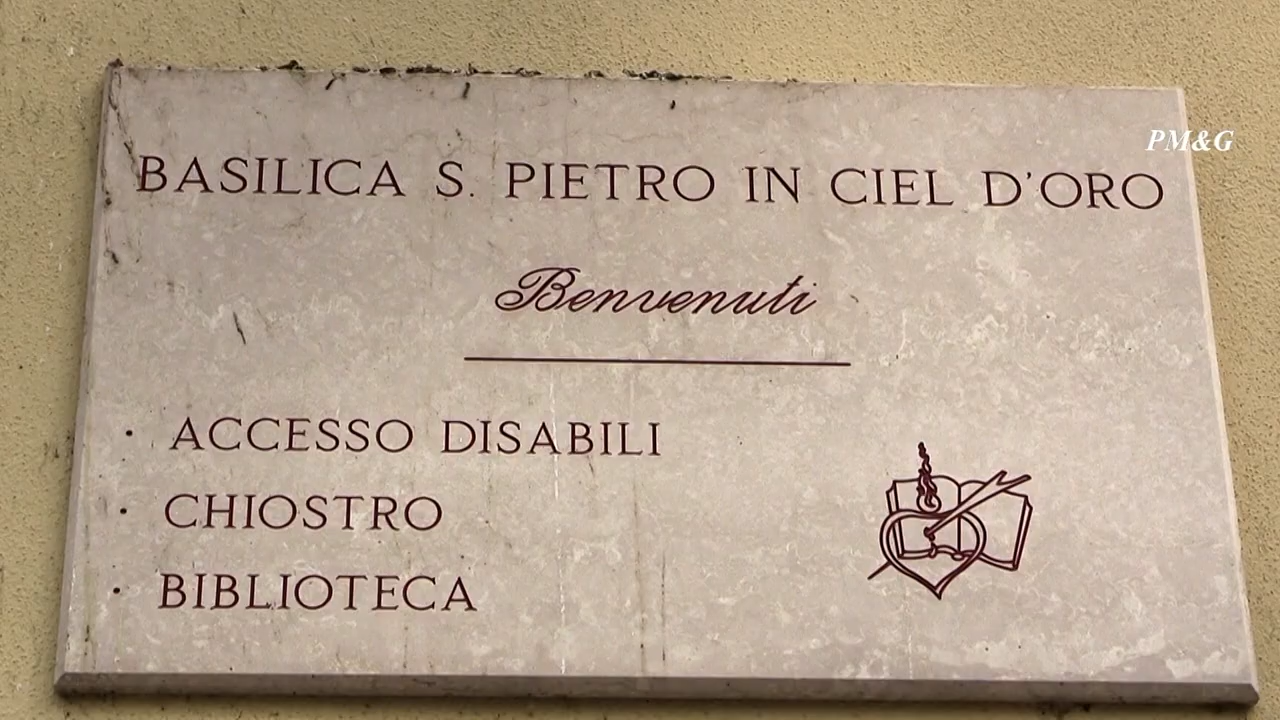 PM&G
BASILICA S. PIETRO IN CIEL D'ORO
Benvenuti
· ACCESSO DISABILI
· CHIOSTRO
· BIBLIOTECA